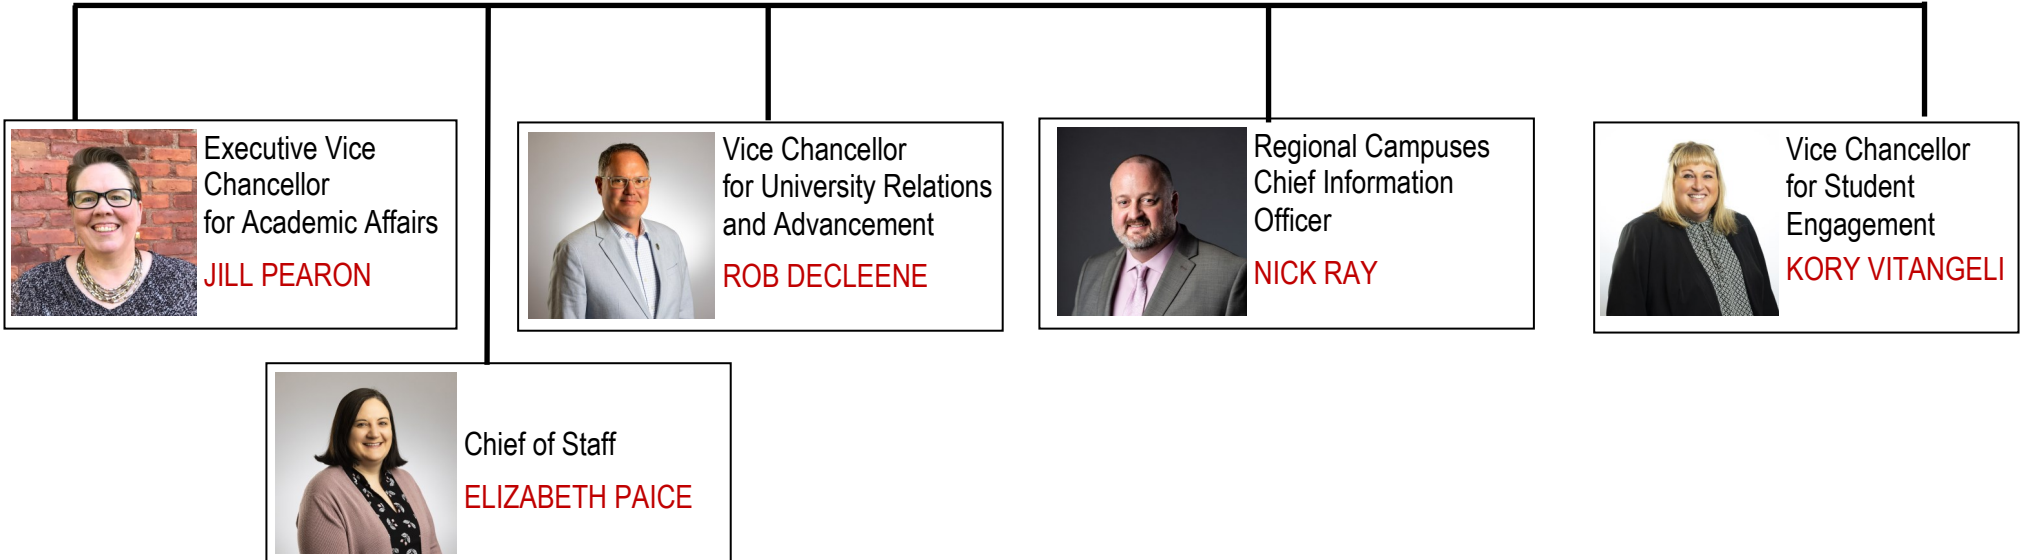 Executive Vice
Chancellor
for Academic Affairs
JILL PEARON
Vice Chancellor
for University Relations
and Advancement
ROB DECLEENE
Regional Campuses
Chief Information
Officer
NICK RAY
Vice Chancellor
for Student
Engagement
KORY VITANGELI
Chief of Staff
ELIZABETH PAICE